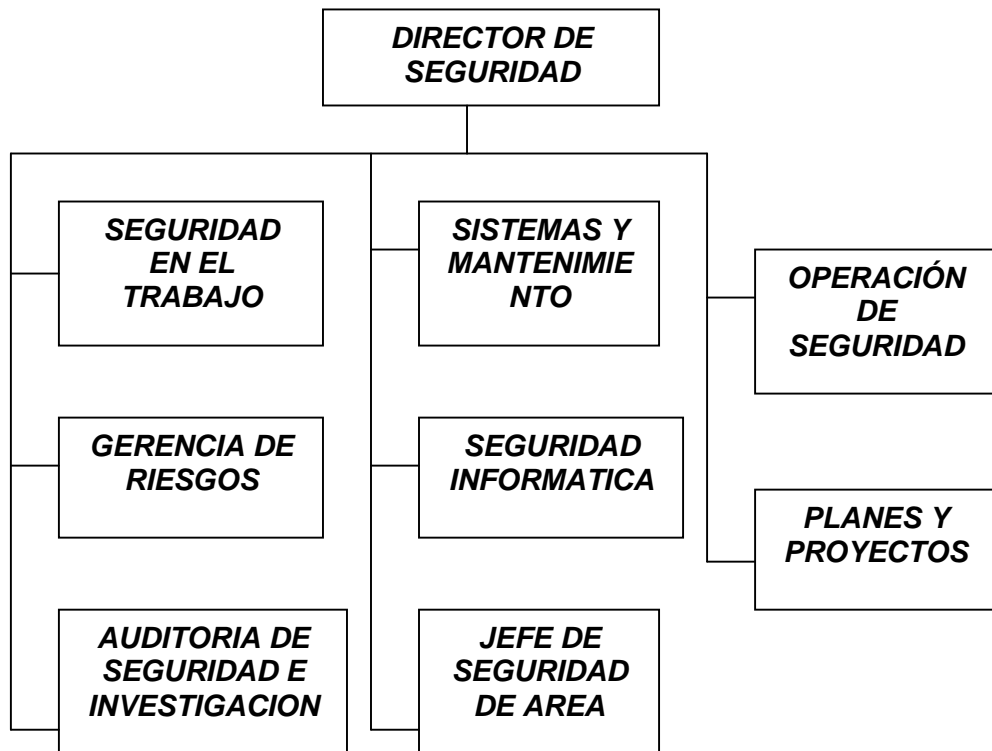 DIRECTOR DE
SEGURIDAD
SEGURIDAD
EN EL
TRABAJO
SISTEMAS Y
MANTENIMIE
NTO
OPERACIÓN
DE
SEGURIDAD
GERENCIA DE
RIESGOS
SEGURIDAD
INFORMATICA
PLANES Y
PROYECTOS
AUDITORIA DE
SEGURIDAD E
INVESTIGACION
JEFE DE
SEGURIDAD
DE AREA